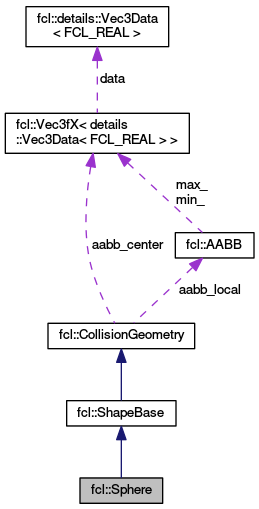 fcl::details::Vec3Data
< FCL_REAL >
data
fcl::Vec3fX< details
::Vec3Data< FCL_REAL > >
max_
min_
aabb_center
fcl::AABB
aabb_local
fcl::CollisionGeometry
fcl::ShapeBase
fcl::Sphere